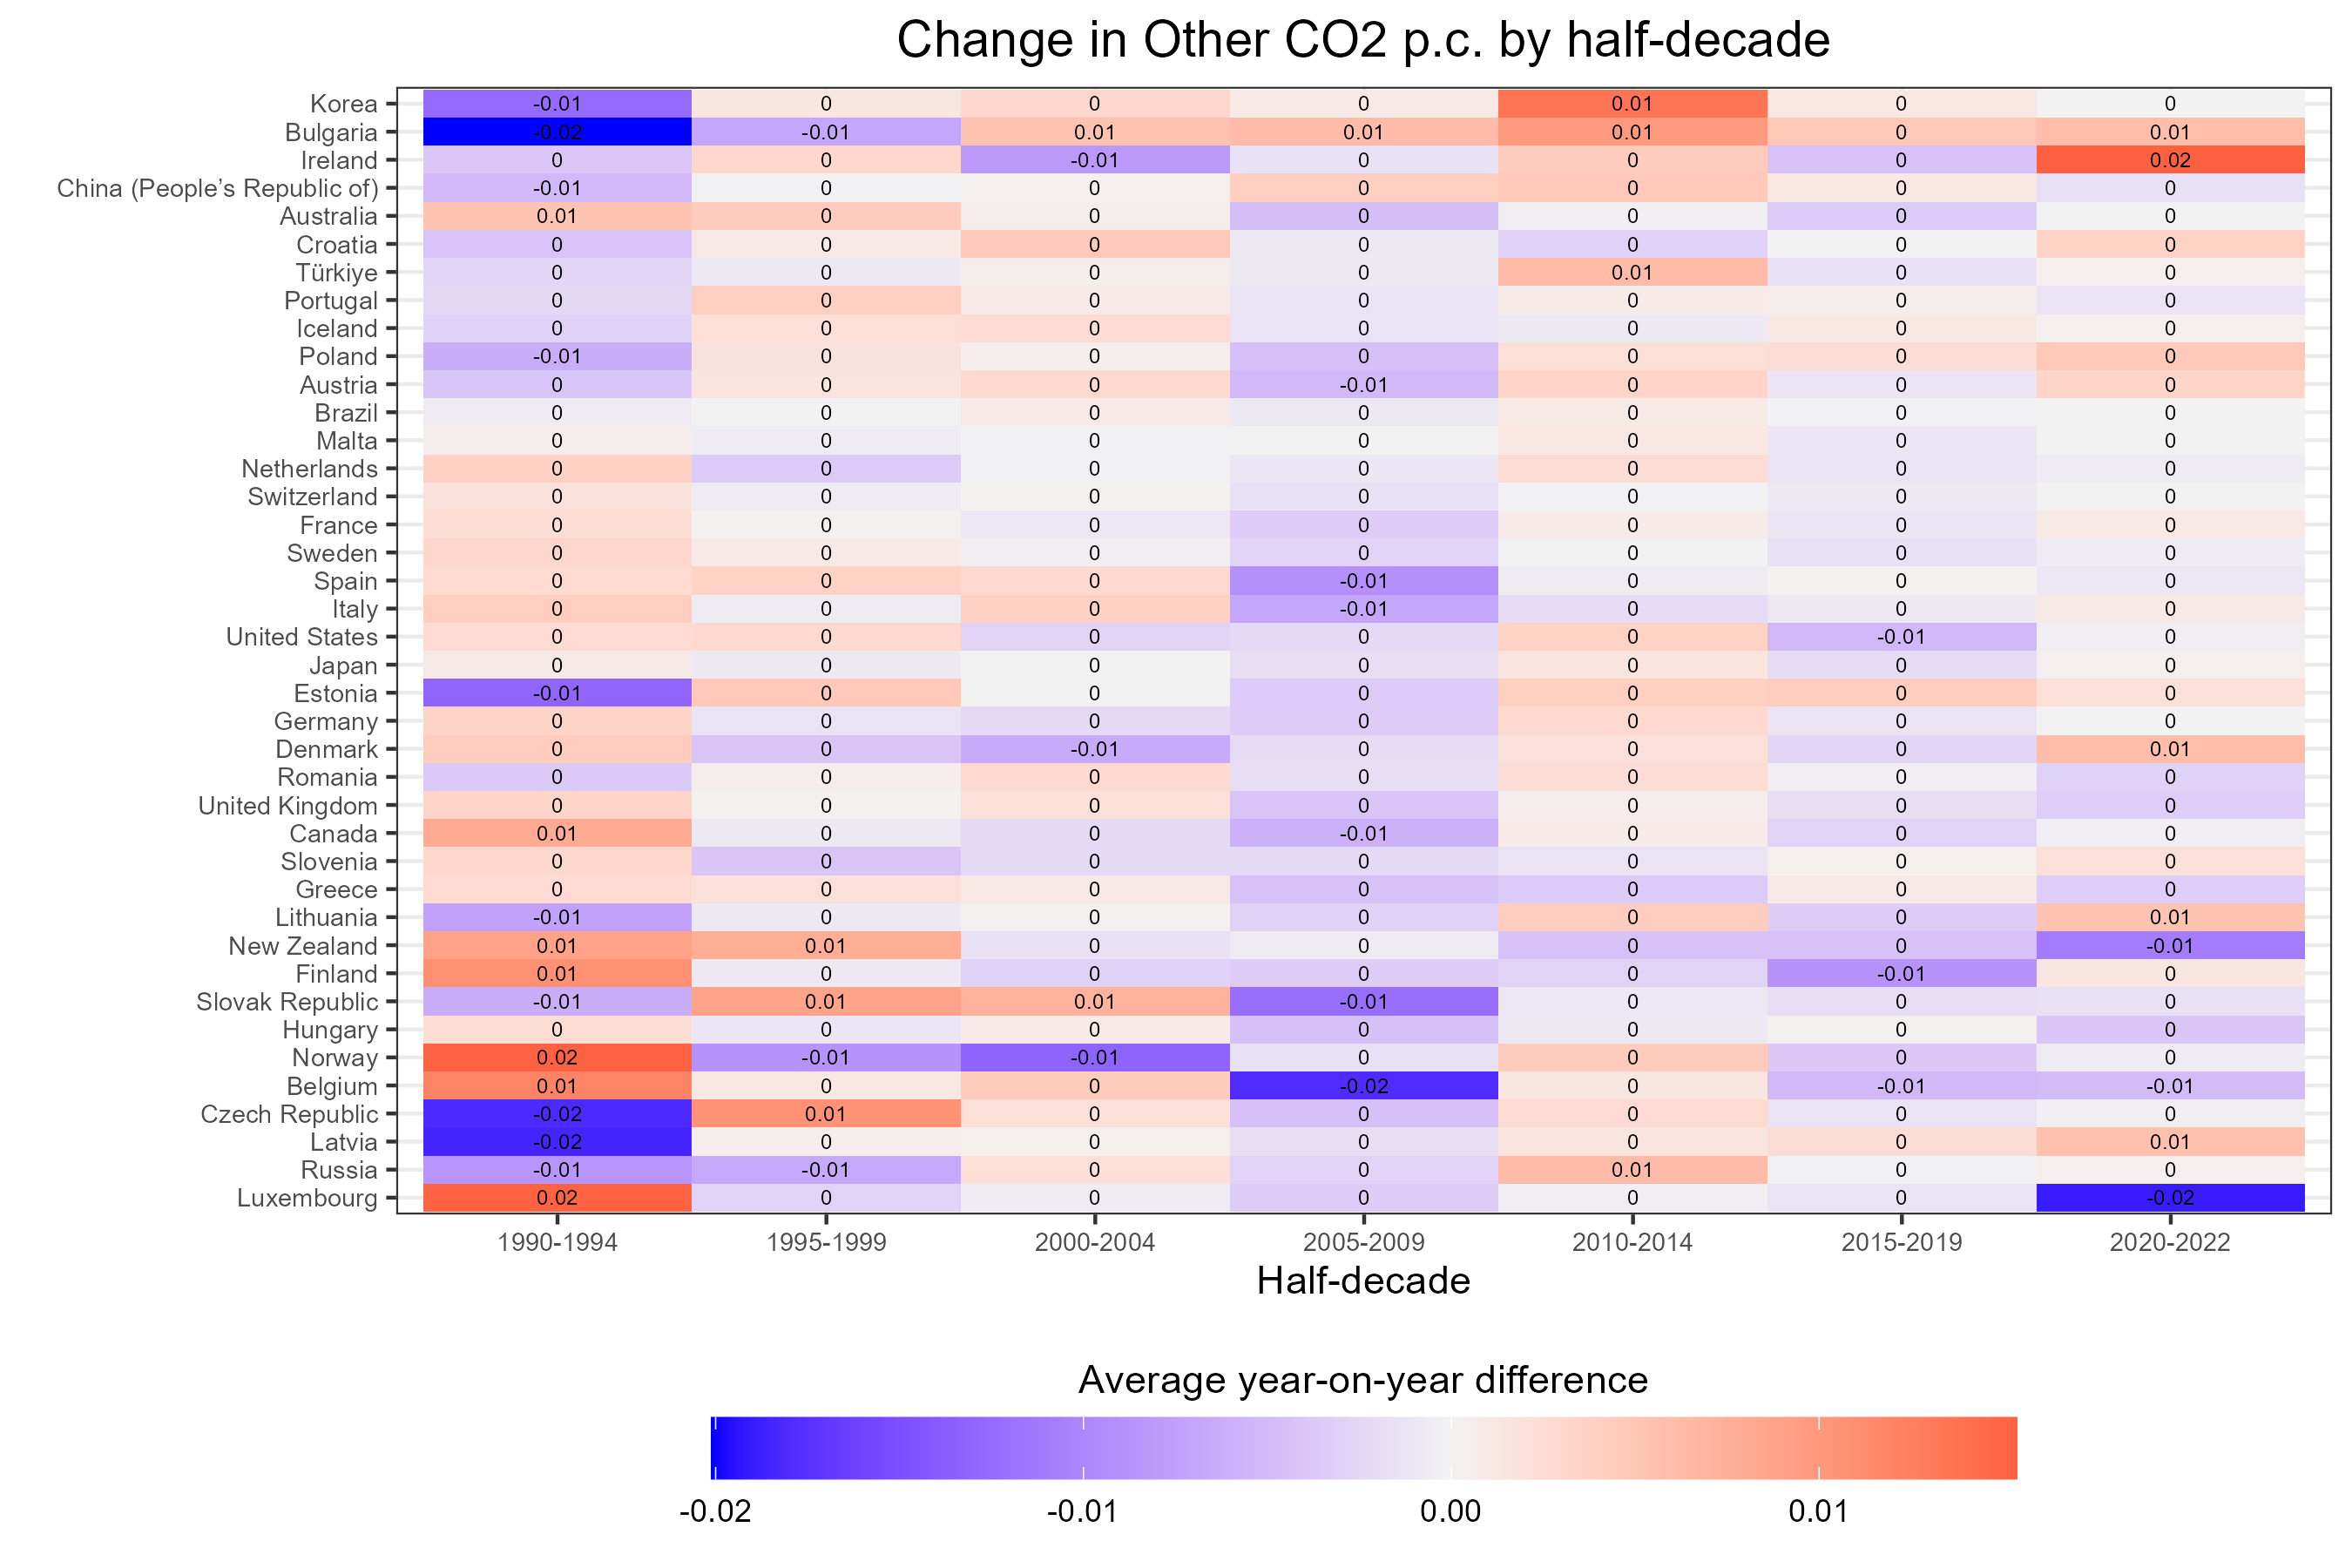 Change in Other CO2 p.c. by half-decade
Korea -0.01 0 0 0 0.01 0 0
Bulgaria -0.02 -0.01 0.01 0.01 0.01 0 0.01
Ireland 0 0 -0.01 0 0 0 0.02
China (People’s Republic of) -0.01 0 0 0 0 0 0
Australia 0.01 0 0 0 0 0 0
Croatia 0 0 0 0 0 0 0
Türkiye 0 0 0 0 0.01 0 0
Portugal 0 0 0 0 0 0 0
Iceland 0 0 0 0 0 0 0
Poland -0.01 0 0 0 0 0 0
Austria 0 0 0 -0.01 0 0 0
Brazil 0 0 0 0 0 0 0
Malta 0 0 0 0 0 0 0
Netherlands 0 0 0 0 0 0 0
Switzerland 0 0 0 0 0 0 0
France 0 0 0 0 0 0 0
Sweden 0 0 0 0 0 0 0
Spain 0 0 0 -0.01 0 0 0
Italy 0 0 0 -0.01 0 0 0
United States 0 0 0 0 0 -0.01 0
Japan 0 0 0 0 0 0 0
Estonia -0.01 0 0 0 0 0 0
Germany 0 0 0 0 0 0 0
Denmark 0 0 -0.01 0 0 0 0.01
Romania 0 0 0 0 0 0 0
United Kingdom 0 0 0 0 0 0 0
Canada 0.01 0 0 -0.01 0 0 0
Slovenia 0 0 0 0 0 0 0
Greece 0 0 0 0 0 0 0
Lithuania -0.01 0 0 0 0 0 0.01
New Zealand 0.01 0.01 0 0 0 0 -0.01
Finland 0.01 0 0 0 0 -0.01 0
Slovak Republic -0.01 0.01 0.01 -0.01 0 0 0
Hungary 0 0 0 0 0 0 0
Norway 0.02 -0.01 -0.01 0 0 0 0
Belgium 0.01 0 0 -0.02 0 -0.01 -0.01
Czech Republic -0.02 0.01 0 0 0 0 0
Latvia -0.02 0 0 0 0 0 0.01
Russia -0.01 -0.01 0 0 0.01 0 0
Luxembourg 0.02 0 0 0 0 0 -0.02
1990-1994 1995-1999 2000-2004 2005-2009 2010-2014 2015-2019 2020-2022
Half-decade
Average year-on-year difference
-0.02 -0.01 0.00 0.01